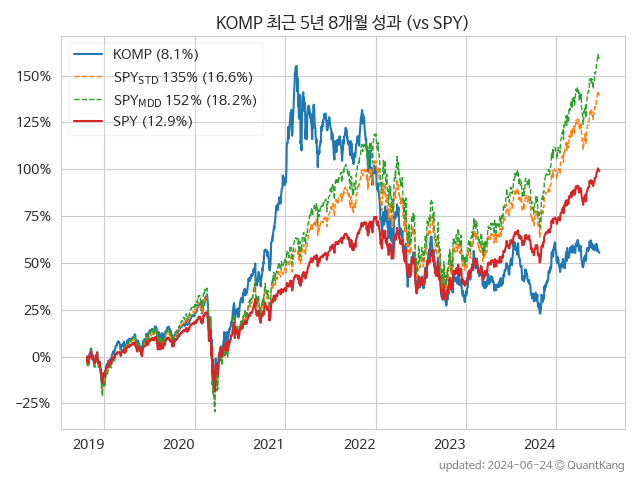 KOMP 최근 5년 8개월 성과 (vs SPY)
KOMP (8.1%)
SPY_STD 135% (16.6%)
SPY_MDD 152% (18.2%)
SPY (12.9%)
150%
125%
100%
75%
50%
25%
0%
−25%
2019 2020 2021 2022 2023 2024
updated: 2024-06-24 © QuantKang